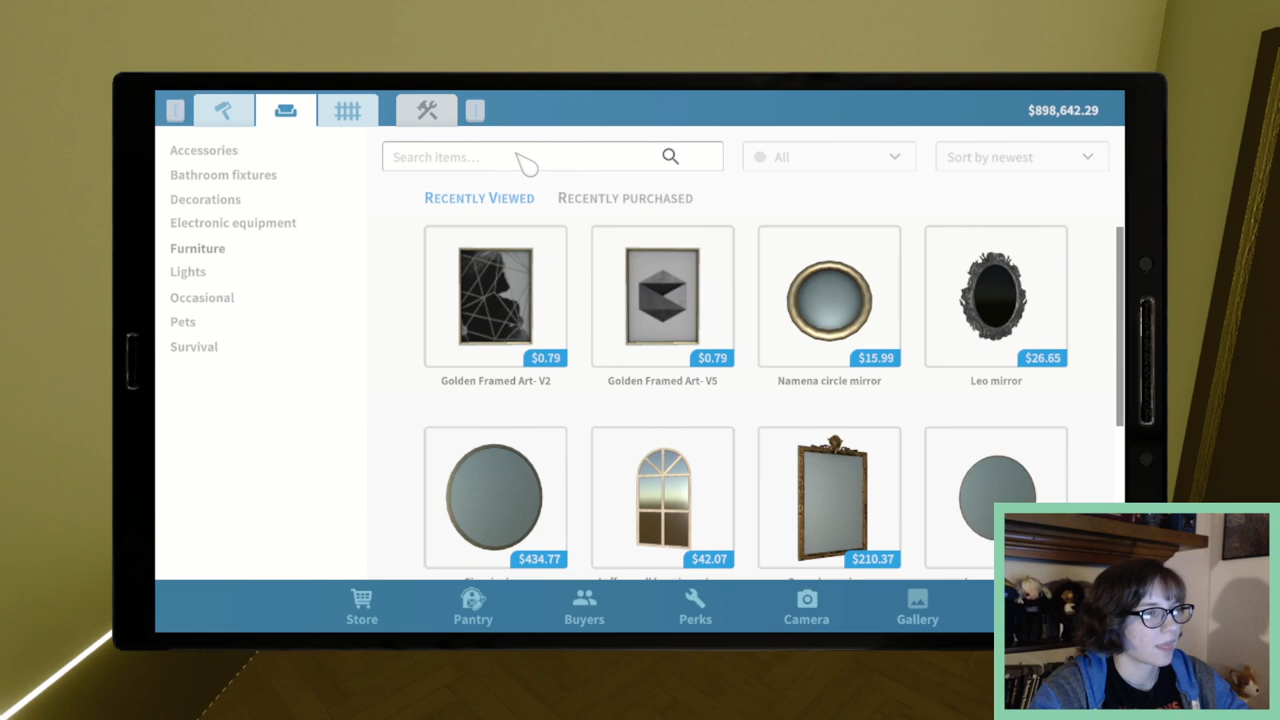 $898,642.29
Accessories
Bathroom fixtures
Decorations
Electronic equipment
Furniture
Lights
Occasional
Pets
Survival
Search items...
All
Sort by newest
RECENTLY VIEWED
RECENTLY PURCHASED
$0.79
$0.79
$15.99
$26.65
Golden Framed Art- V2
Golden Framed Art- V5
Namena circle mirror
Leo mirror
$434.77
$42.07
$210.37
Store
Pantry
Buyers
Perks
Camera
Gallery